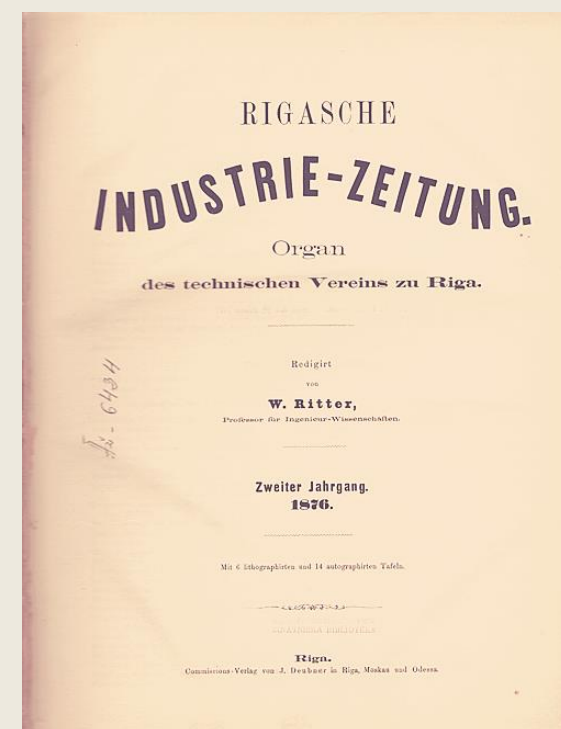 RIGASCHE
INDUSTRIE-ZEITUNG.
Organ
des technischen Vereins zu Riga.
Redigirt
von
W. Ritter,
Professor für Ingenieur-Wissenschaften.
Zweiter Jahrgang.
1876.
Mit 6 lithographirten und 14 autographirten Tafeln.
Riga.
Commissions-Verlag von J. Deubner in Riga, Moskau und Odessa.
6434